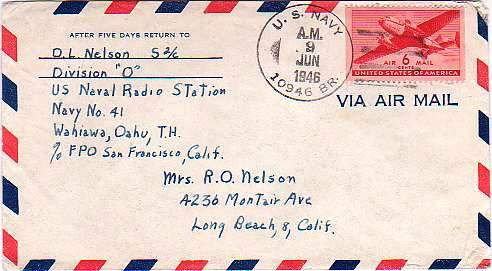 AFTER FIVE DAYS RETURN TO
O.L Nelson S 2/c
Division "O"
US Naval Radio Station
Navy No. 41
Wahiawa, Oahu, T.H.
% FPO San Francisco, Calif.
U. S. NAVY
A.M.
9
JUN
1946
10946 BR.
AIR 6 MAIL
CENTS
UNITED STATES OF AMERICA
VIA AIR MAIL
Mrs. R.O. Nelson
4236 Montair Ave
Long Beach, 8, Calif.